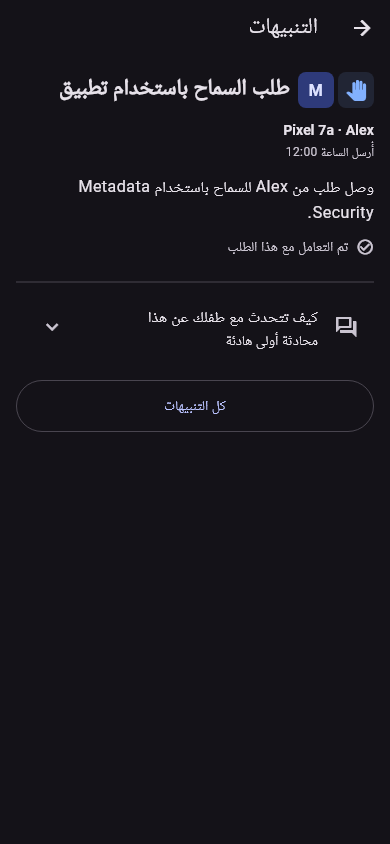 التنبيهات
M
طلب السماح باستخدام تطبيق
Pixel 7a · Alex
أُرسل الساعة 12:00
وصل طلب من Alex للسماح باستخدام Metadata
Security.
تم التعامل مع هذا الطلب
كيف تتحدث مع طفلك عن هذا
محادثة أولى هادئة
كل التنبيهات